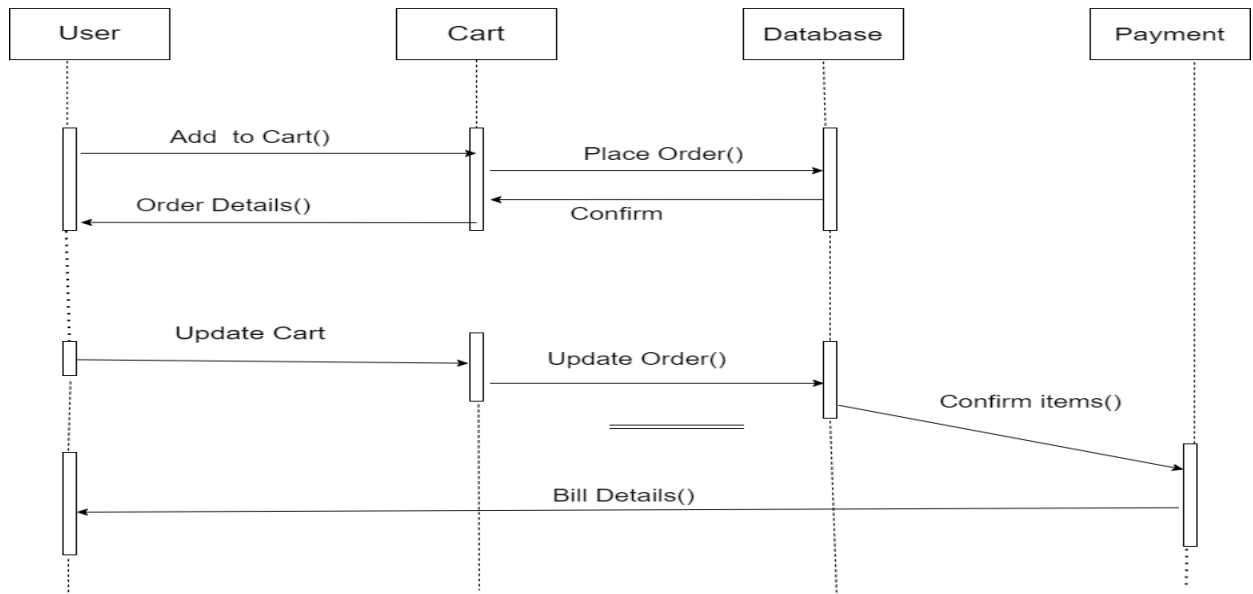 User
Cart
Database
Payment
Add to Cart()
Place Order()
Order Details()
Confirm
Update Cart
Update Order()
Confirm items()
Bill Details()